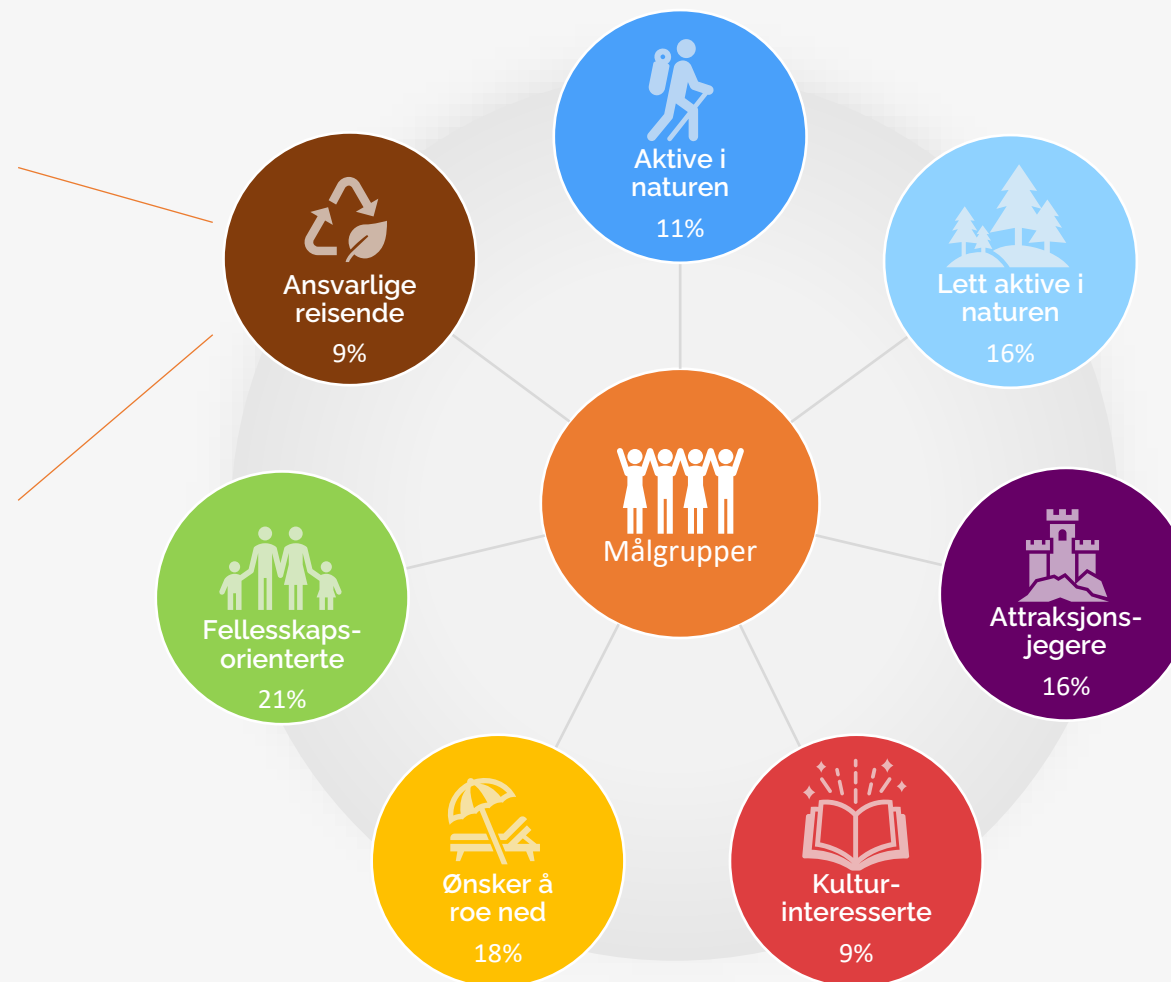 Aktive i
naturen
11%
Lett aktive i
naturen
16%
Attraksjons-
jegere
16%
Kultur-
interesserte
9%
Ønsker å
roe ned
18%
Fellesskaps-
orienterte
21%
Ansvarlige
reisende
9%
Målgrupper